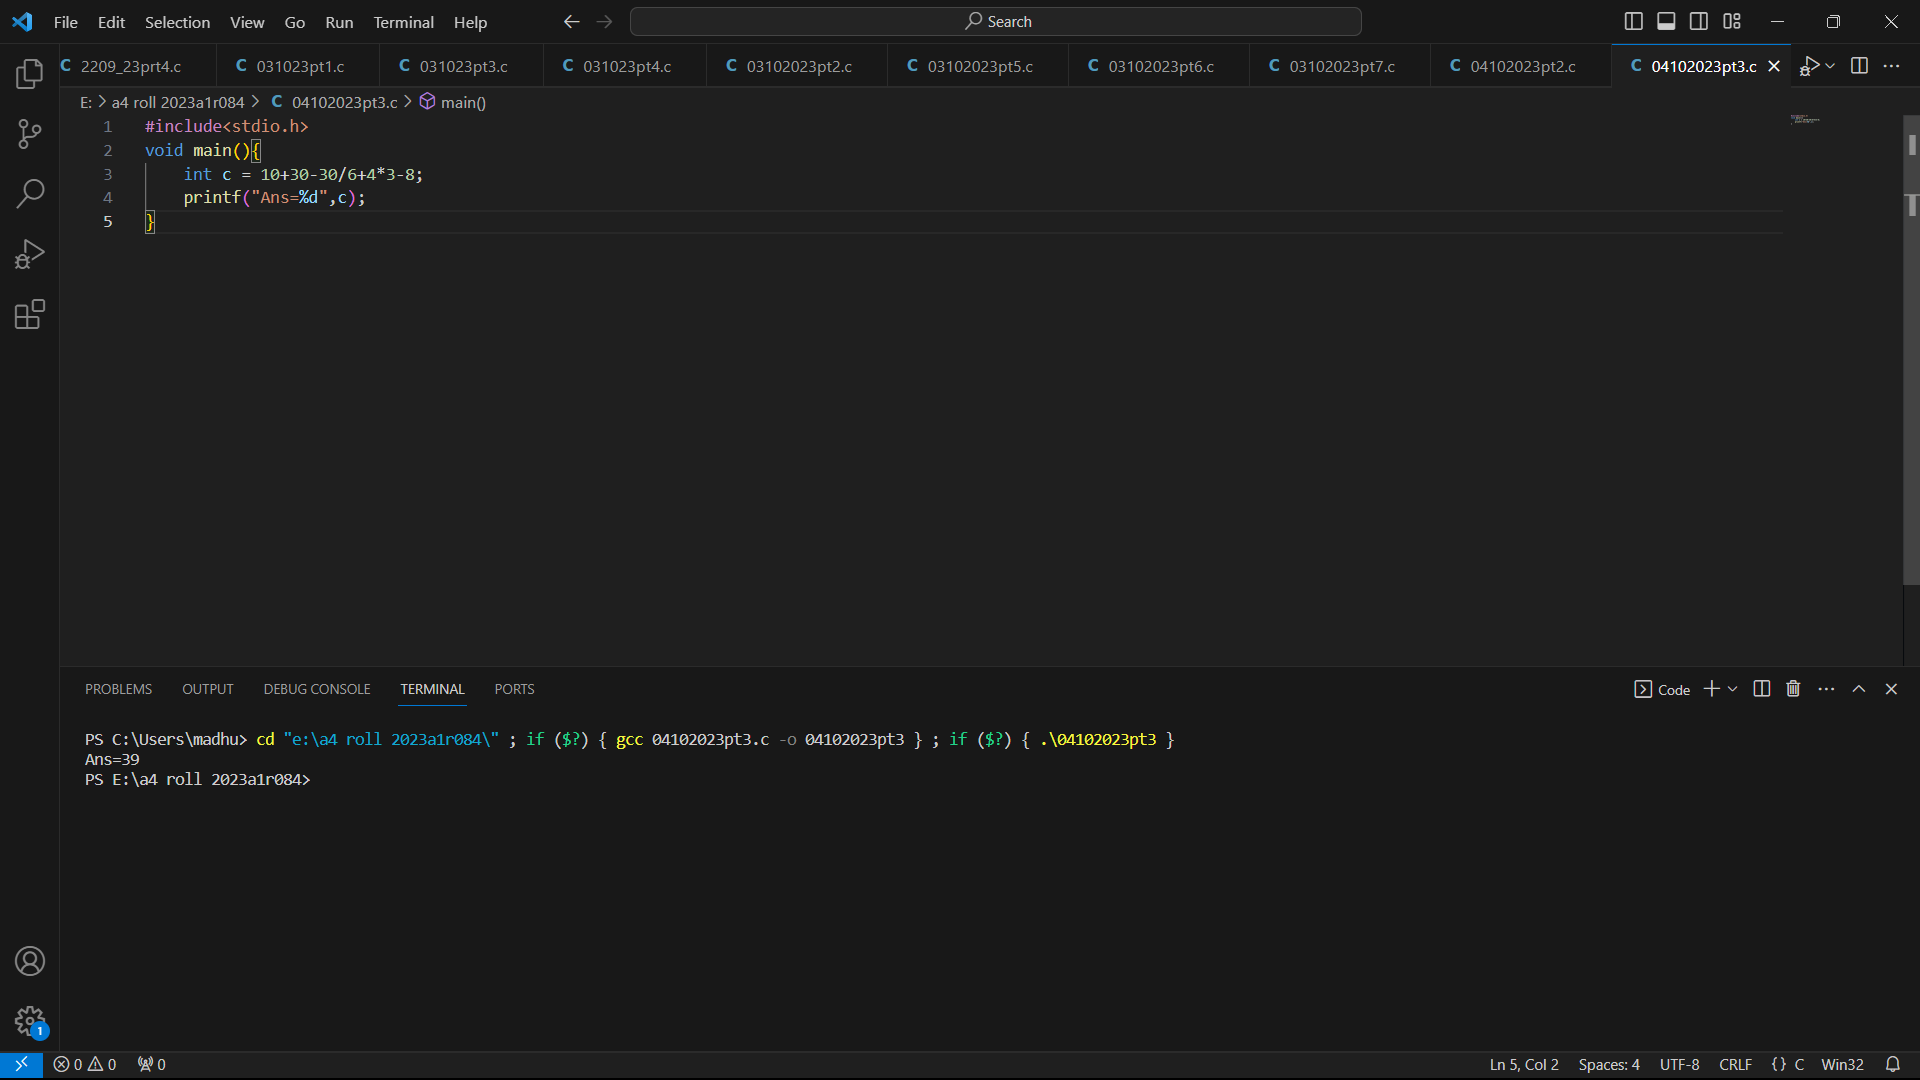 File Edit Selection View Go Run Terminal Help Search
C 2209_23prt4.c C 031023pt1.c C 031023pt3.c C 031023pt4.c C 03102023pt2.c C 03102023pt5.c C 03102023pt6.c C 03102023pt7.c C 04102023pt2.c C 04102023pt3.c
E: > a4 roll 2023a1r084 > C 04102023pt3.c > main()
1 #include<stdio.h>
2 void main(){
3 int c = 10+30-30/6+4*3-8;
4 printf("Ans=%d",c);
5 }
PROBLEMS OUTPUT DEBUG CONSOLE TERMINAL PORTS Code
PS C:\Users\madhu> cd "e:\a4 roll 2023a1r084\" ; if ($?) { gcc 04102023pt3.c -o 04102023pt3 } ; if ($?) { .\04102023pt3 }
Ans=39
PS E:\a4 roll 2023a1r084>
1
0 0 0 Ln 5, Col 2 Spaces: 4 UTF-8 CRLF {} C Win32